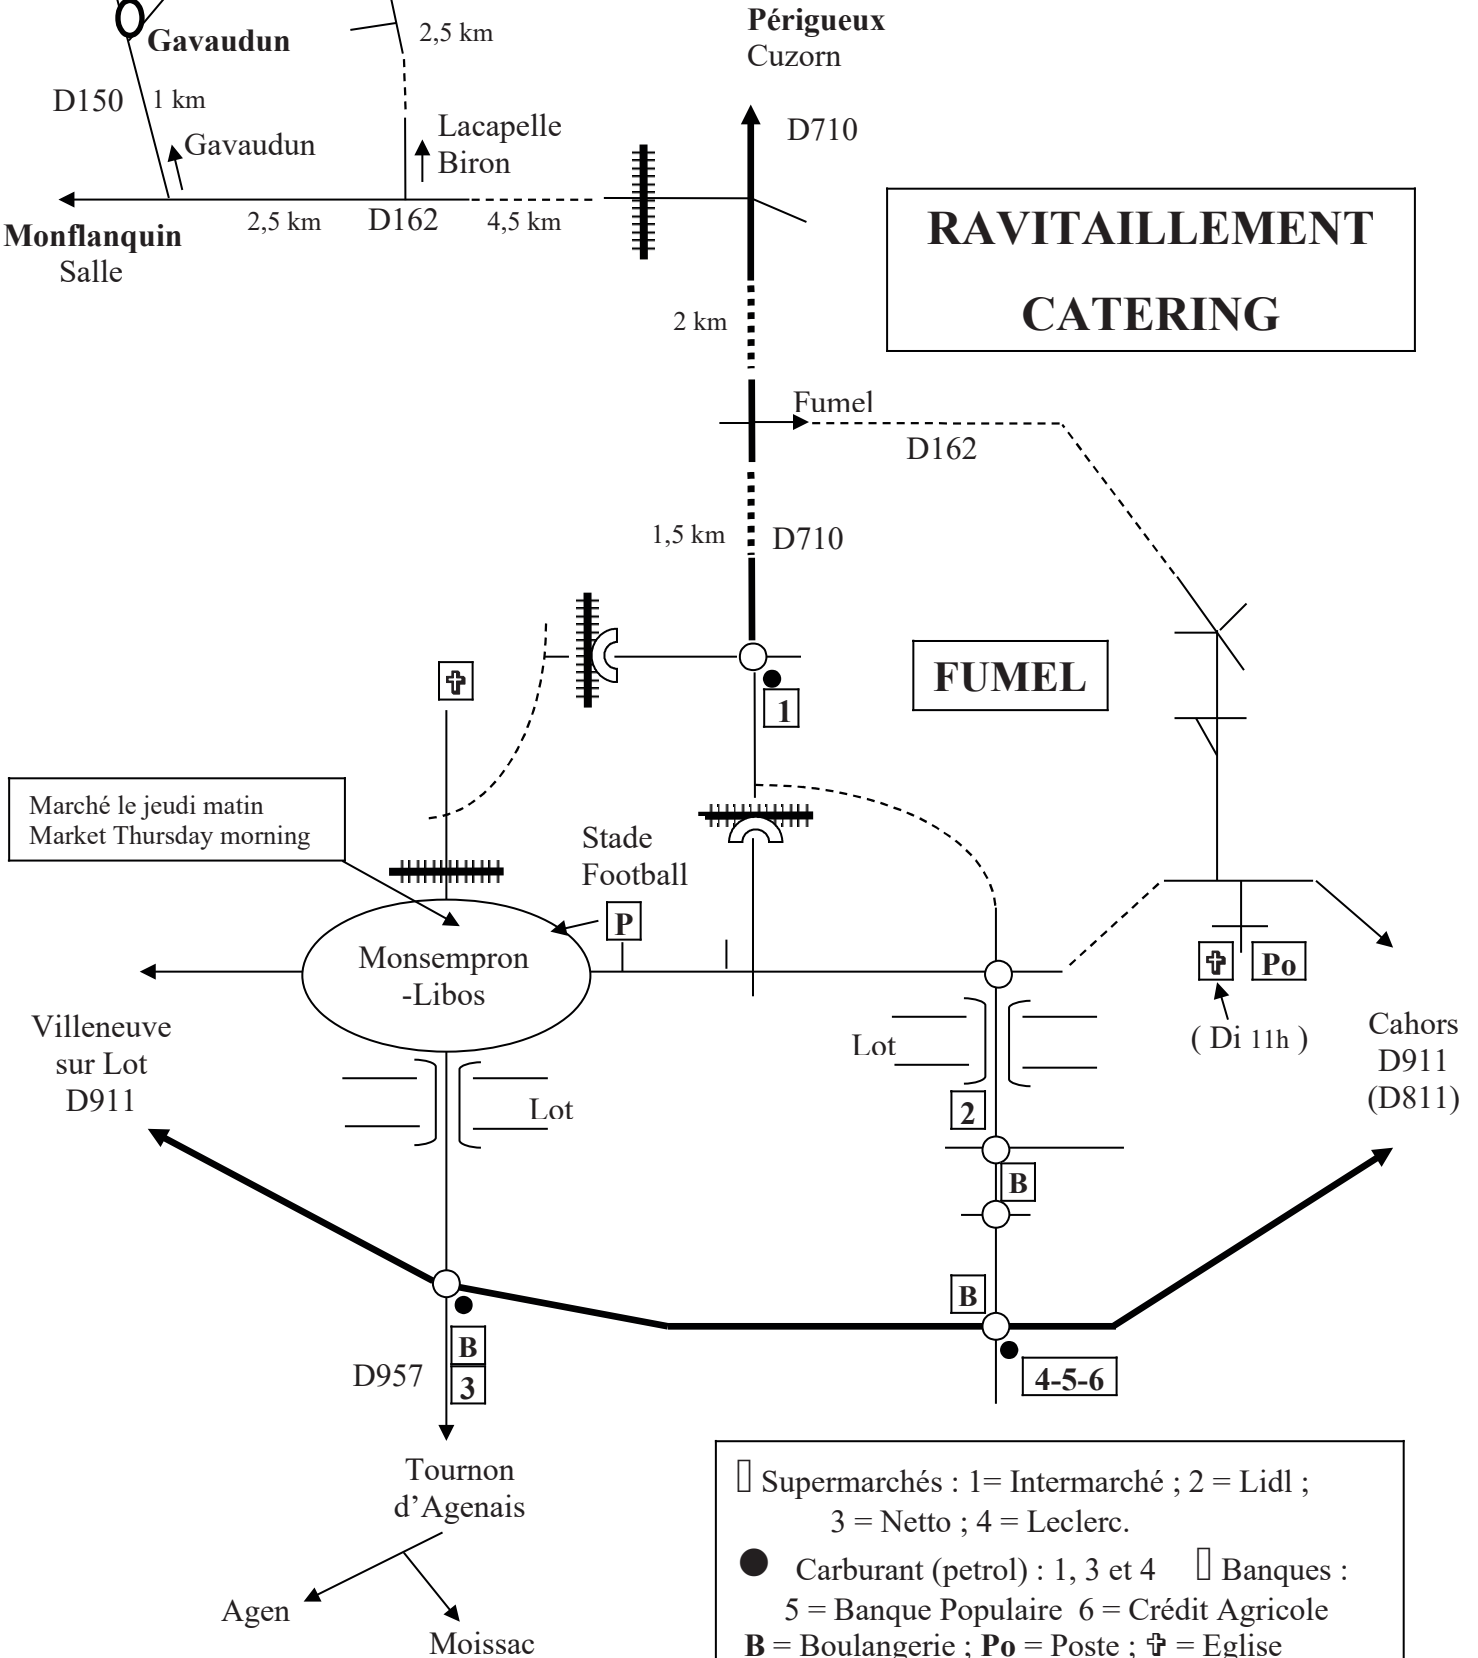 Périgueux
Cuzorn
2,5 km
Gavaudun
D150
1 km
Gavaudun
Lacapelle
Biron
D710
2,5 km
D162
4,5 km
Monflanquin
Salle
RAVITAILLEMENT
CATERING
2 km
Fumel
D162
1,5 km
D710
FUMEL
✞
1
Marché le jeudi matin
Market Thursday morning
Stade
Football
P
Monsempron
-Libos
✞
Po
( Di 11h )
Villeneuve
sur Lot
D911
Cahors
D911
(D811)
Lot
Lot
2
B
B
B
3
D957
4-5-6
Tournon
d’Agenais
Agen
Moissac
Supermarchés : 1= Intermarché ; 2 = Lidl ;
3 = Netto ; 4 = Leclerc.
● Carburant (petrol) : 1, 3 et 4 Banques :
5 = Banque Populaire 6 = Crédit Agricole
B = Boulangerie ; Po = Poste ; ✞ = Eglise